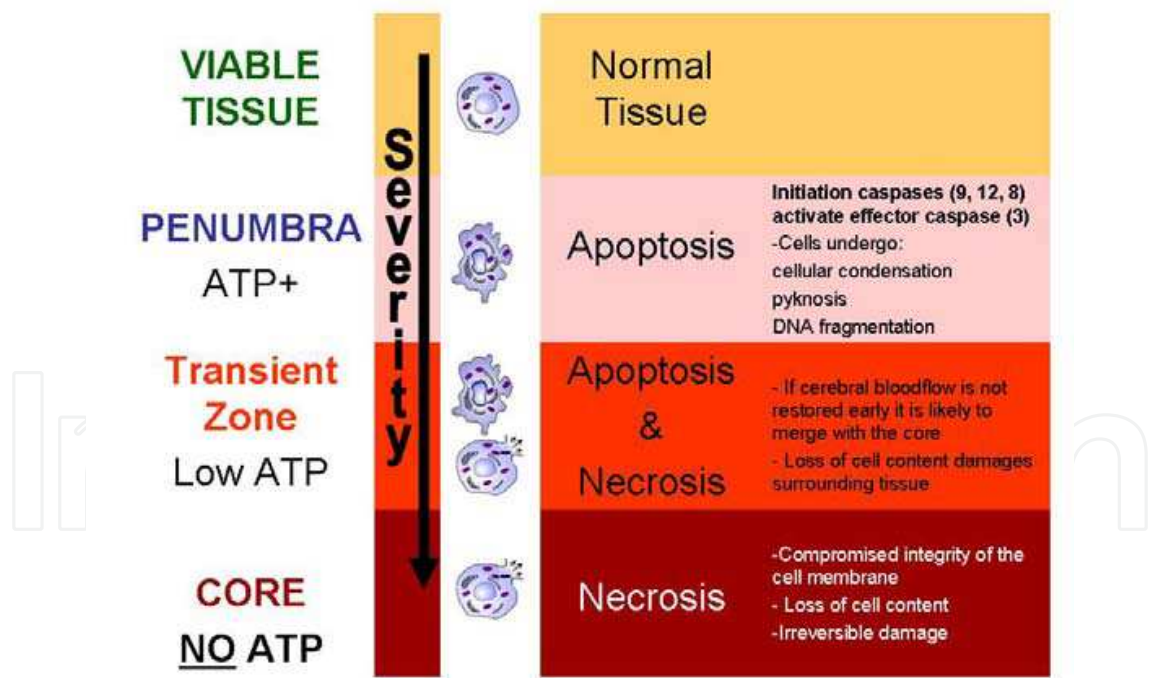 VIABLE
TISSUE
Severity
Normal
Tissue
PENUMBRA
ATP+
Apoptosis
Initiation caspases (9, 12, 8)
activate effector caspase (3)
-Cells undergo:
cellular condensation
pyknosis
DNA fragmentation
Transient
Zone
Low ATP
Apoptosis
&
Necrosis
- If cerebral bloodflow is not
restored early it is likely to
merge with the core
- Loss of cell content damages
surrounding tissue
CORE
NO ATP
Necrosis
-Compromised integrity of the
cell membrane
- Loss of cell content
-Irreversible damage